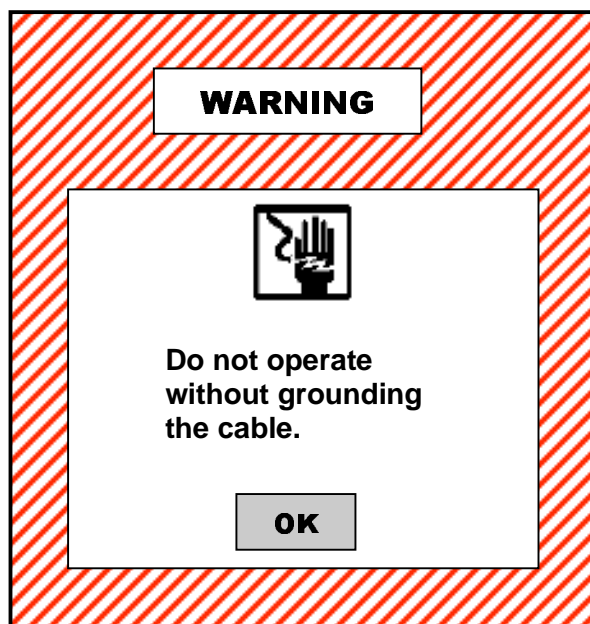 WARNING
Do not operate
without grounding
the cable.
OK